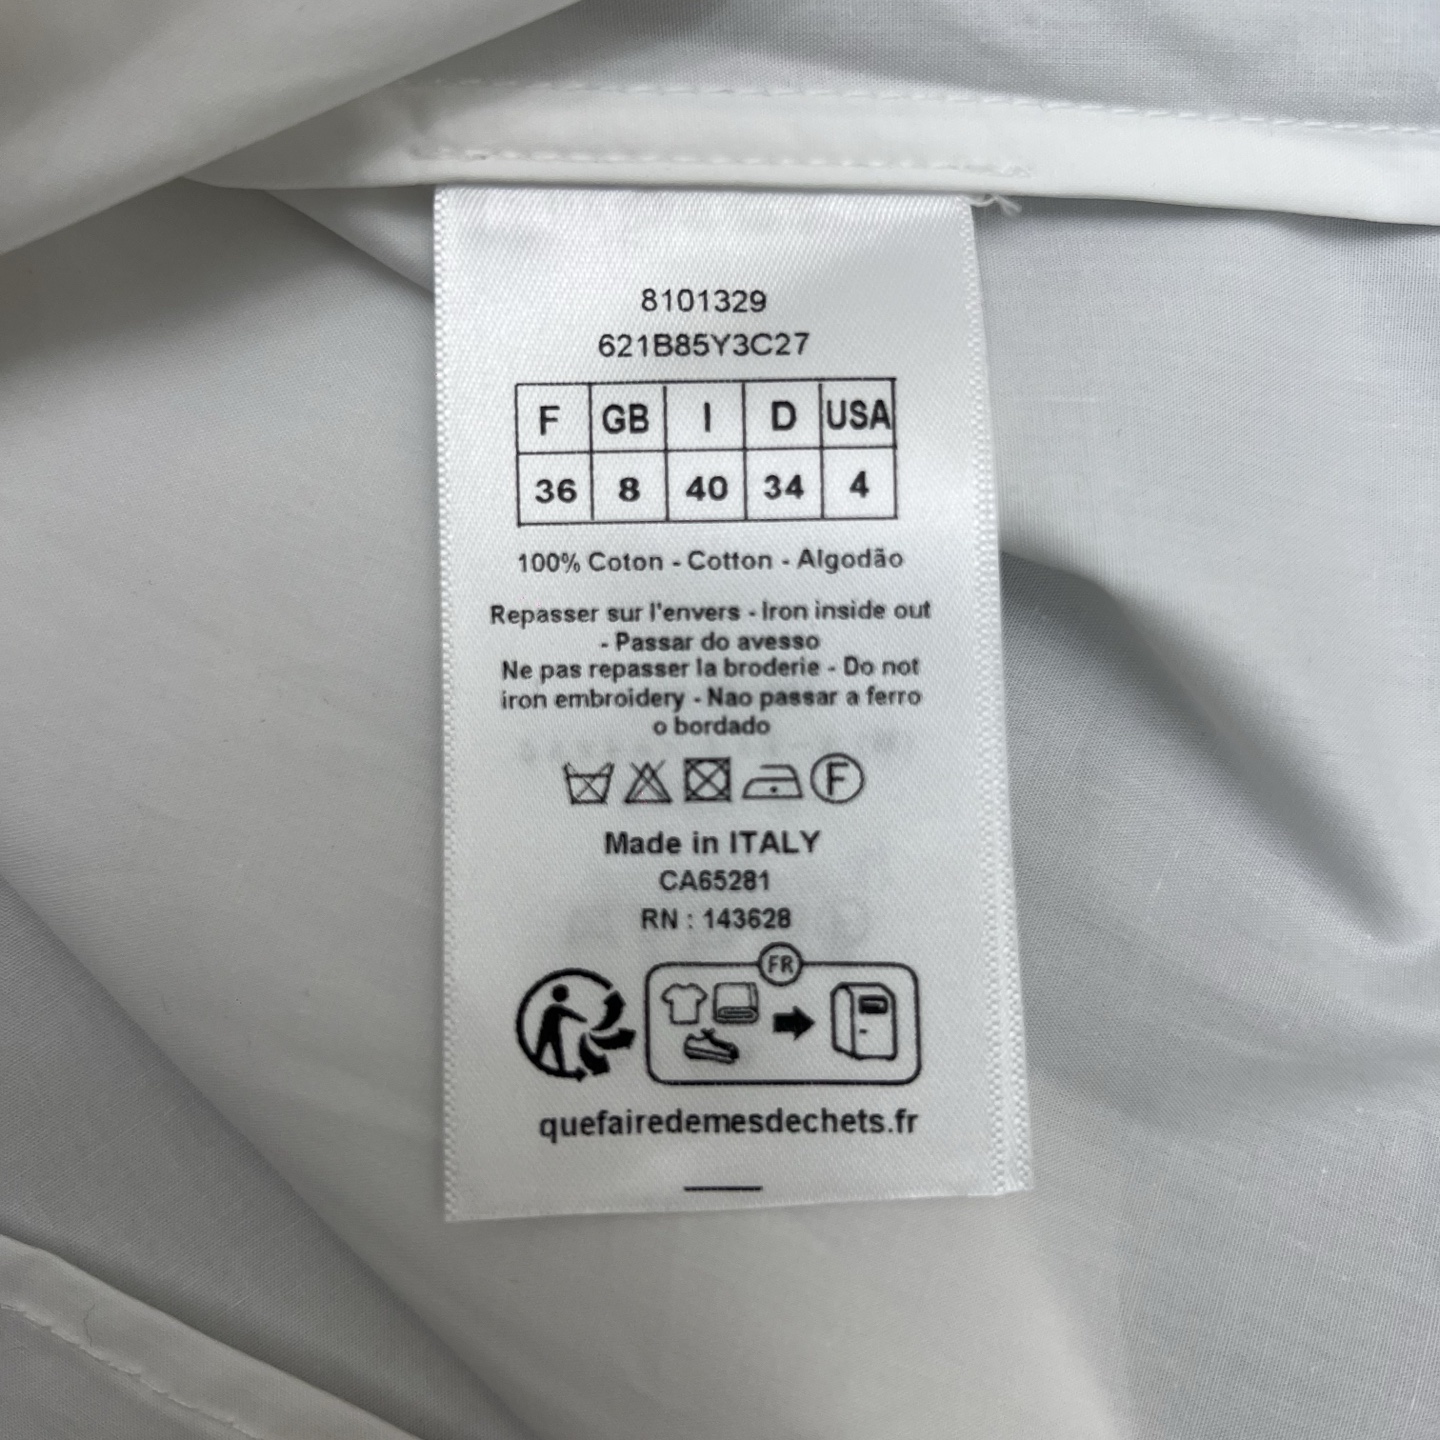 8101329
621B85Y3C27
F GB I D USA
36 8 40 34 4
100% Coton - Cotton - Algodão
Repasser sur l'envers - Iron inside out
- Passar do avesso
Ne pas repasser la broderie - Do not
iron embroidery - Nao passar a ferro
o bordado
F
Made in ITALY
CA65281
RN : 143628
FR
quefairedemesdechets.fr